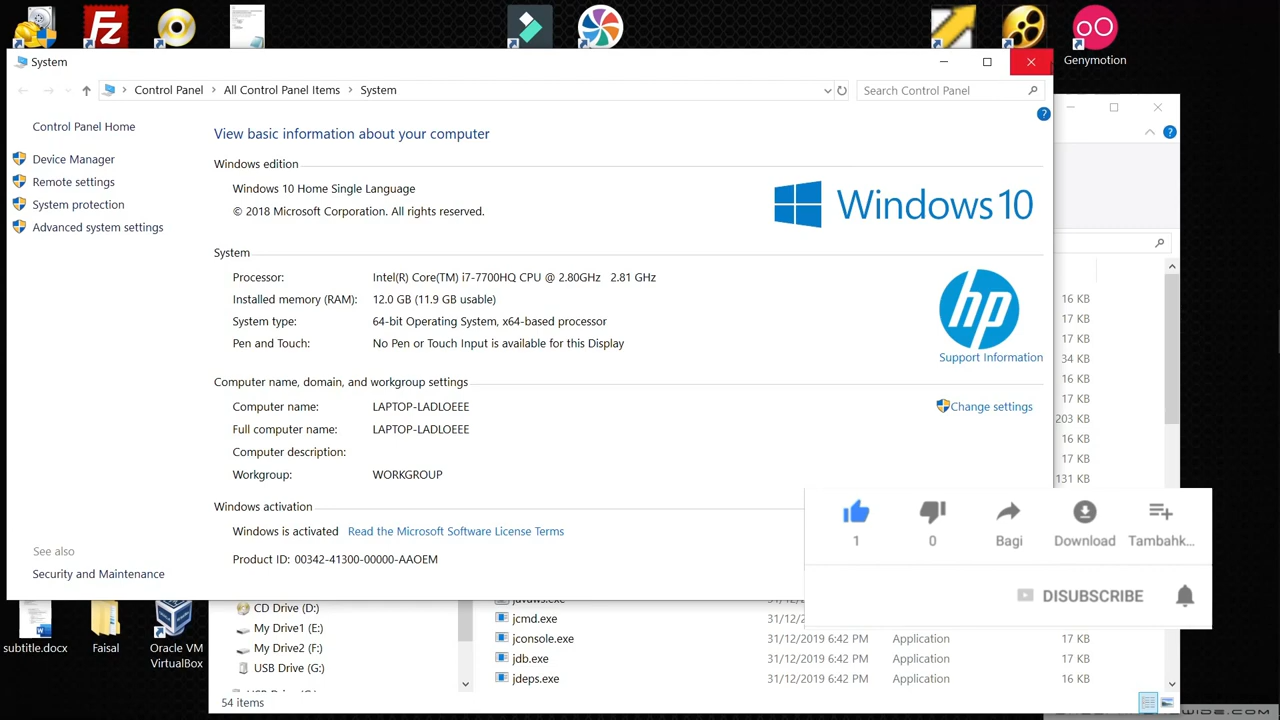 Genymotion
System
Control Panel
All Control Panel Items
System
Search Control Panel
Control Panel Home
View basic information about your computer
Device Manager
Remote settings
System protection
Advanced system settings
Windows edition
Windows 10 Home Single Language
© 2018 Microsoft Corporation. All rights reserved.
Windows 10
System
Processor: Intel(R) Core(TM) i7-7700HQ CPU @ 2.80GHz 2.81 GHz
Installed memory (RAM): 12.0 GB (11.9 GB usable)
System type: 64-bit Operating System, x64-based processor
Pen and Touch: No Pen or Touch Input is available for this Display
hp
Support Information
Computer name, domain, and workgroup settings
Computer name: LAPTOP-LADLOEEE
Change settings
Full computer name: LAPTOP-LADLOEEE
Computer description:
Workgroup: WORKGROUP
Windows activation
Windows is activated Read the Microsoft Software License Terms
Product ID: 00342-41300-00000-AAOEM
See also
Security and Maintenance
16 KB
17 KB
17 KB
34 KB
16 KB
17 KB
203 KB
16 KB
17 KB
131 KB
1
0
Bagi
Download
Tambahk...
DISUBSCRIBE
subtitle.docx
Faisal
Oracle VM
VirtualBox
CD Drive (D:)
My Drive1 (E:)
My Drive2 (F:)
USB Drive (G:)
jcmd.exe 31/12/2019 6:42 PM
jconsole.exe 31/12/2019 6:42 PM Application 17 KB
jdb.exe 31/12/2019 6:42 PM Application 17 KB
jdeps.exe 31/12/2019 6:42 PM Application 16 KB
54 items